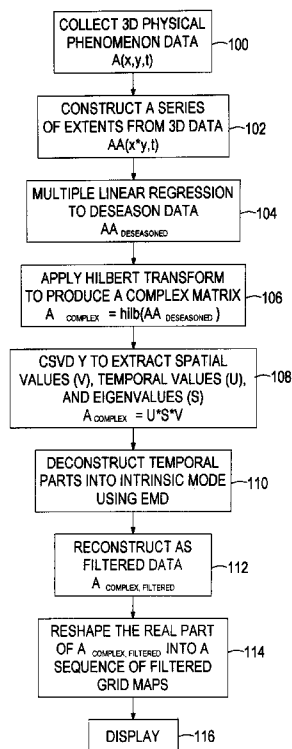 COLLECT 3D PHYSICAL
PHENOMENON DATA
A(x,y,t)
100
CONSTRUCT A SERIES
OF EXTENTS FROM 3D DATA
AA(x*y,t)
102
MULTIPLE LINEAR REGRESSION
TO DESEASON DATA
AA DESEASONED
104
APPLY HILBERT TRANSFORM
TO PRODUCE A COMPLEX MATRIX
A COMPLEX = hilb(AA DESEASONED)
106
CSVD Y TO EXTRACT SPATIAL
VALUES (V), TEMPORAL VALUES (U),
AND EIGENVALUES (S)
A COMPLEX = U*S*V
108
DECONSTRUCT TEMPORAL
PARTS INTO INTRINSIC MODE
USING EMD
110
RECONSTRUCT AS
FILTERED DATA
A COMPLEX, FILTERED
112
RESHAPE THE REAL PART
OF A COMPLEX, FILTERED INTO A
SEQUENCE OF FILTERED
GRID MAPS
114
DISPLAY
116